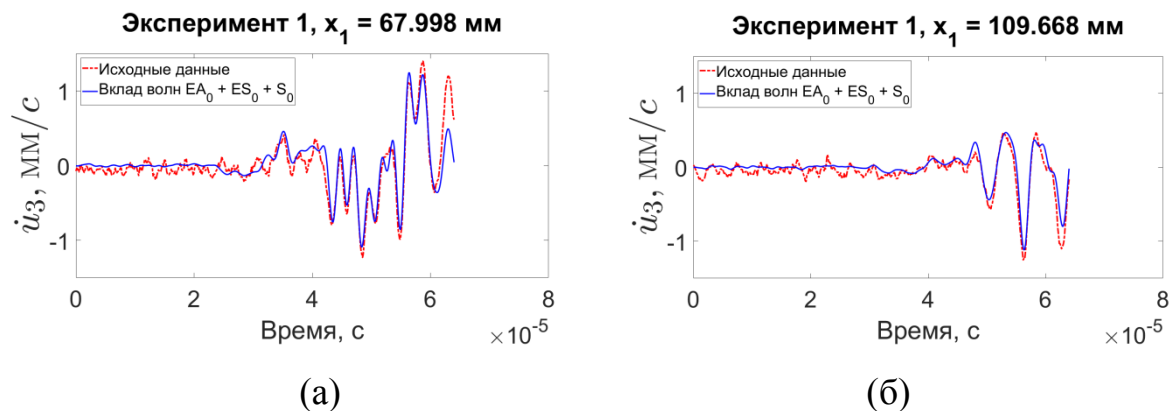 Эксперимент 1, x₁ = 67.998 мм
Исходные данные
Вклад волн EA₀ + ES₀ + S₀
1
0
-1
u̇₃, мм/с
0 2 4 6 8
×10⁻⁵
Время, с
(а)
Эксперимент 1, x₁ = 109.668 мм
Исходные данные
Вклад волн EA₀ + ES₀ + S₀
1
0
-1
u̇₃, мм/с
0 2 4 6 8
×10⁻⁵
Время, с
(б)